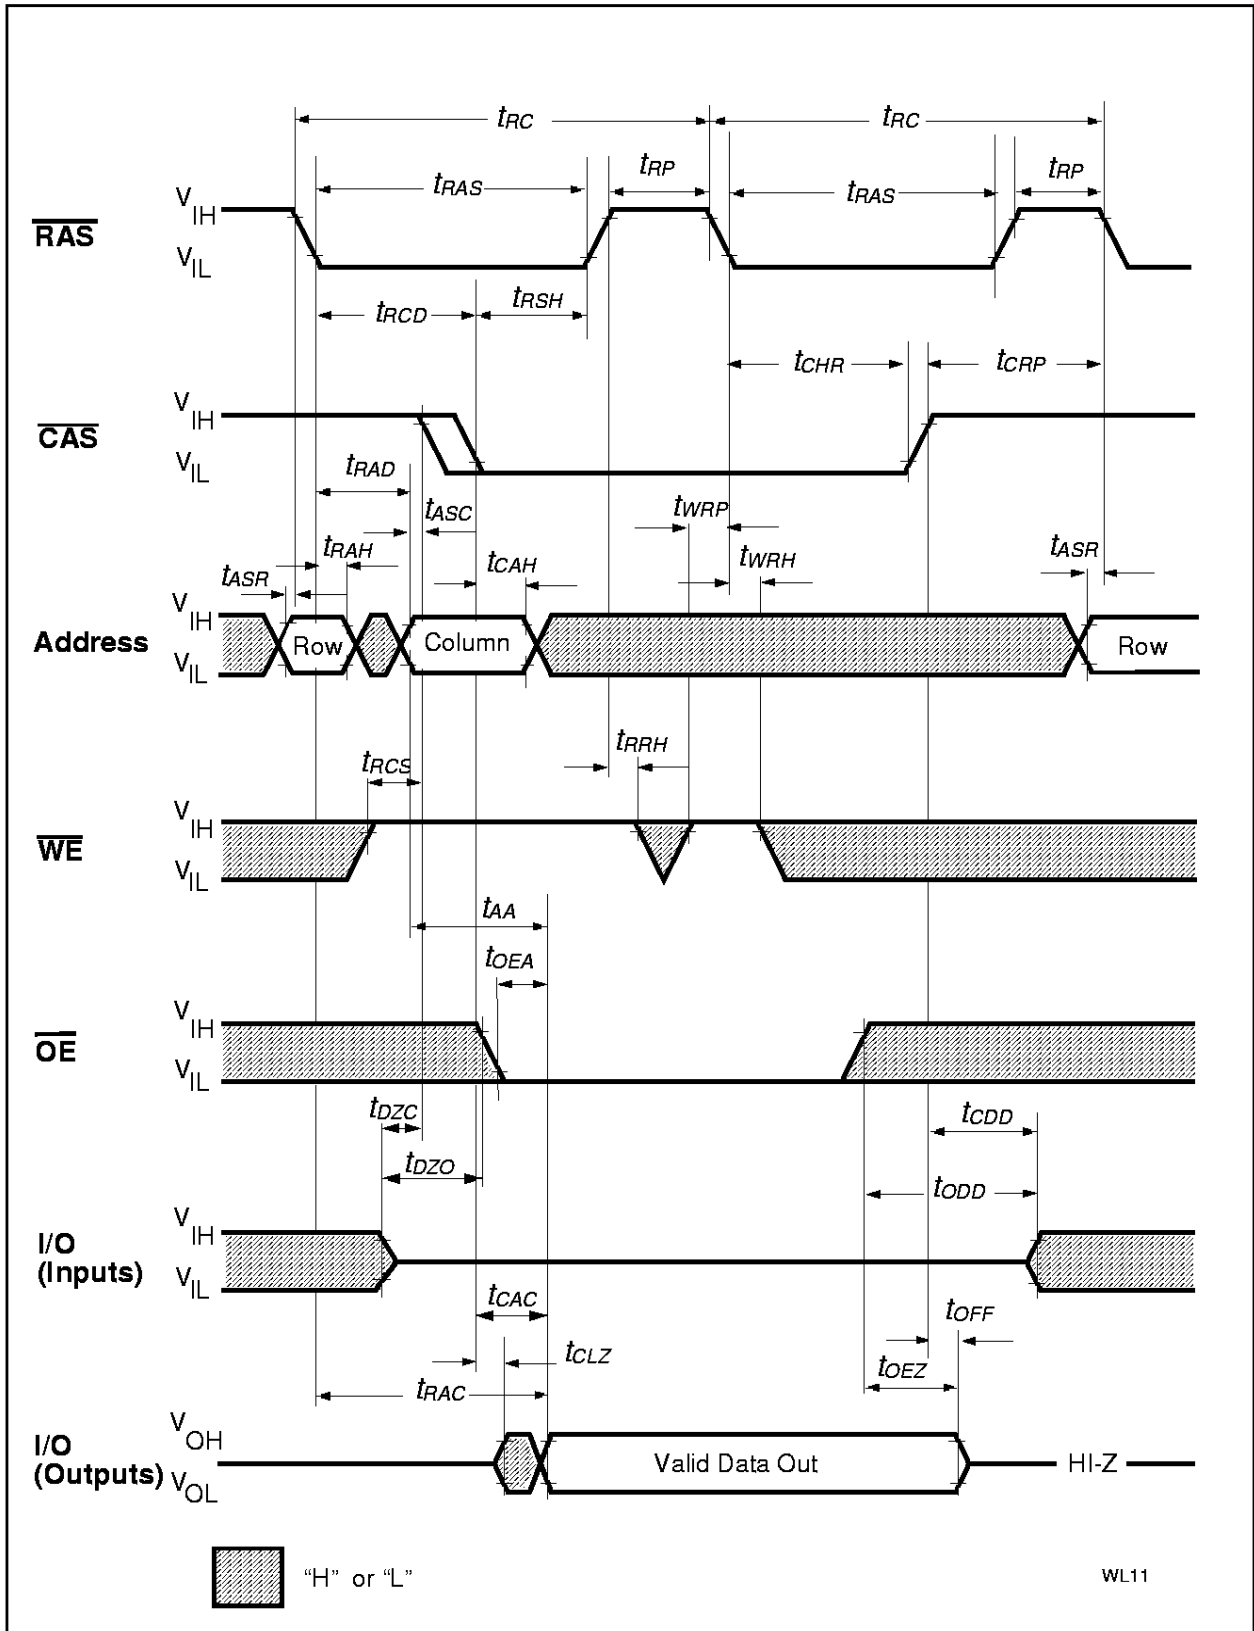 tRC tRC
tRAS tRP tRAS tRP
RAS VIH
VIL
tRCD tRSH
tCHR tCRP
CAS VIH
VIL
tRAD
tASC tWRP
tRAH tCAH tWRH
tASR tASR
Address VIH
VIL
Row Column Row
tRRH
tRCS
WE VIH
VIL
tAA
tOEA
OE VIH
VIL
tDZC tCDD
tDZO tODD
I/O
(Inputs)
VIH
VIL
tCAC tOFF
tCLZ tOEZ
tRAC
I/O
(Outputs)
VOH
VOL
Valid Data Out HI-Z
“H” or “L”
WL11